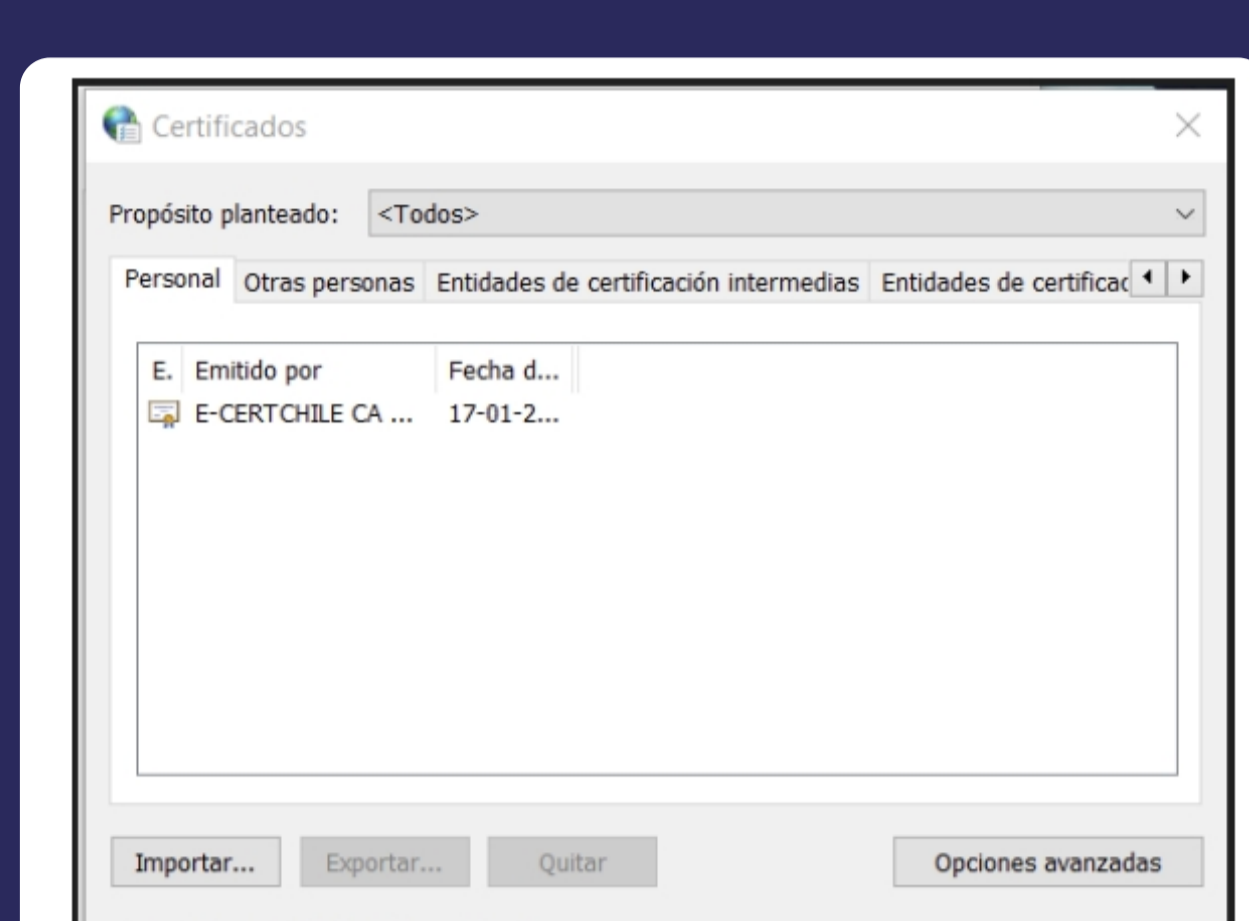 Certificados
Propósito planteado: <Todos>
Personal Otras personas Entidades de certificación intermedias Entidades de certificac
E. Emitido por Fecha d...
E-CERTCHILE CA ... 17-01-2...
Importar... Exportar... Quitar Opciones avanzadas